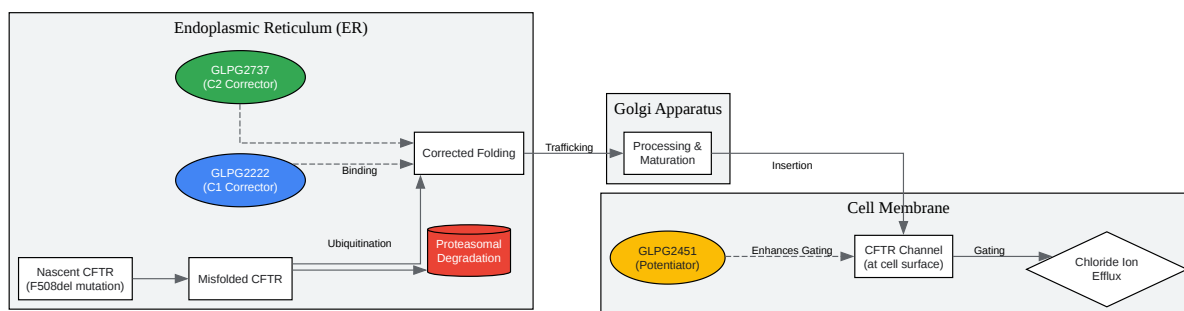 Endoplasmic Reticulum (ER)
GLPG2737
(C2 Corrector)
GLPG2222
(C1 Corrector)
Binding
Corrected Folding
Ubiquitination
Proteasomal
Degradation
Nascent CFTR
(F508del mutation)
Misfolded CFTR
Trafficking
Golgi Apparatus
Processing &
Maturation
Insertion
Cell Membrane
GLPG2451
(Potentiator)
Enhances Gating
CFTR Channel
(at cell surface)
Gating
Chloride Ion
Efflux